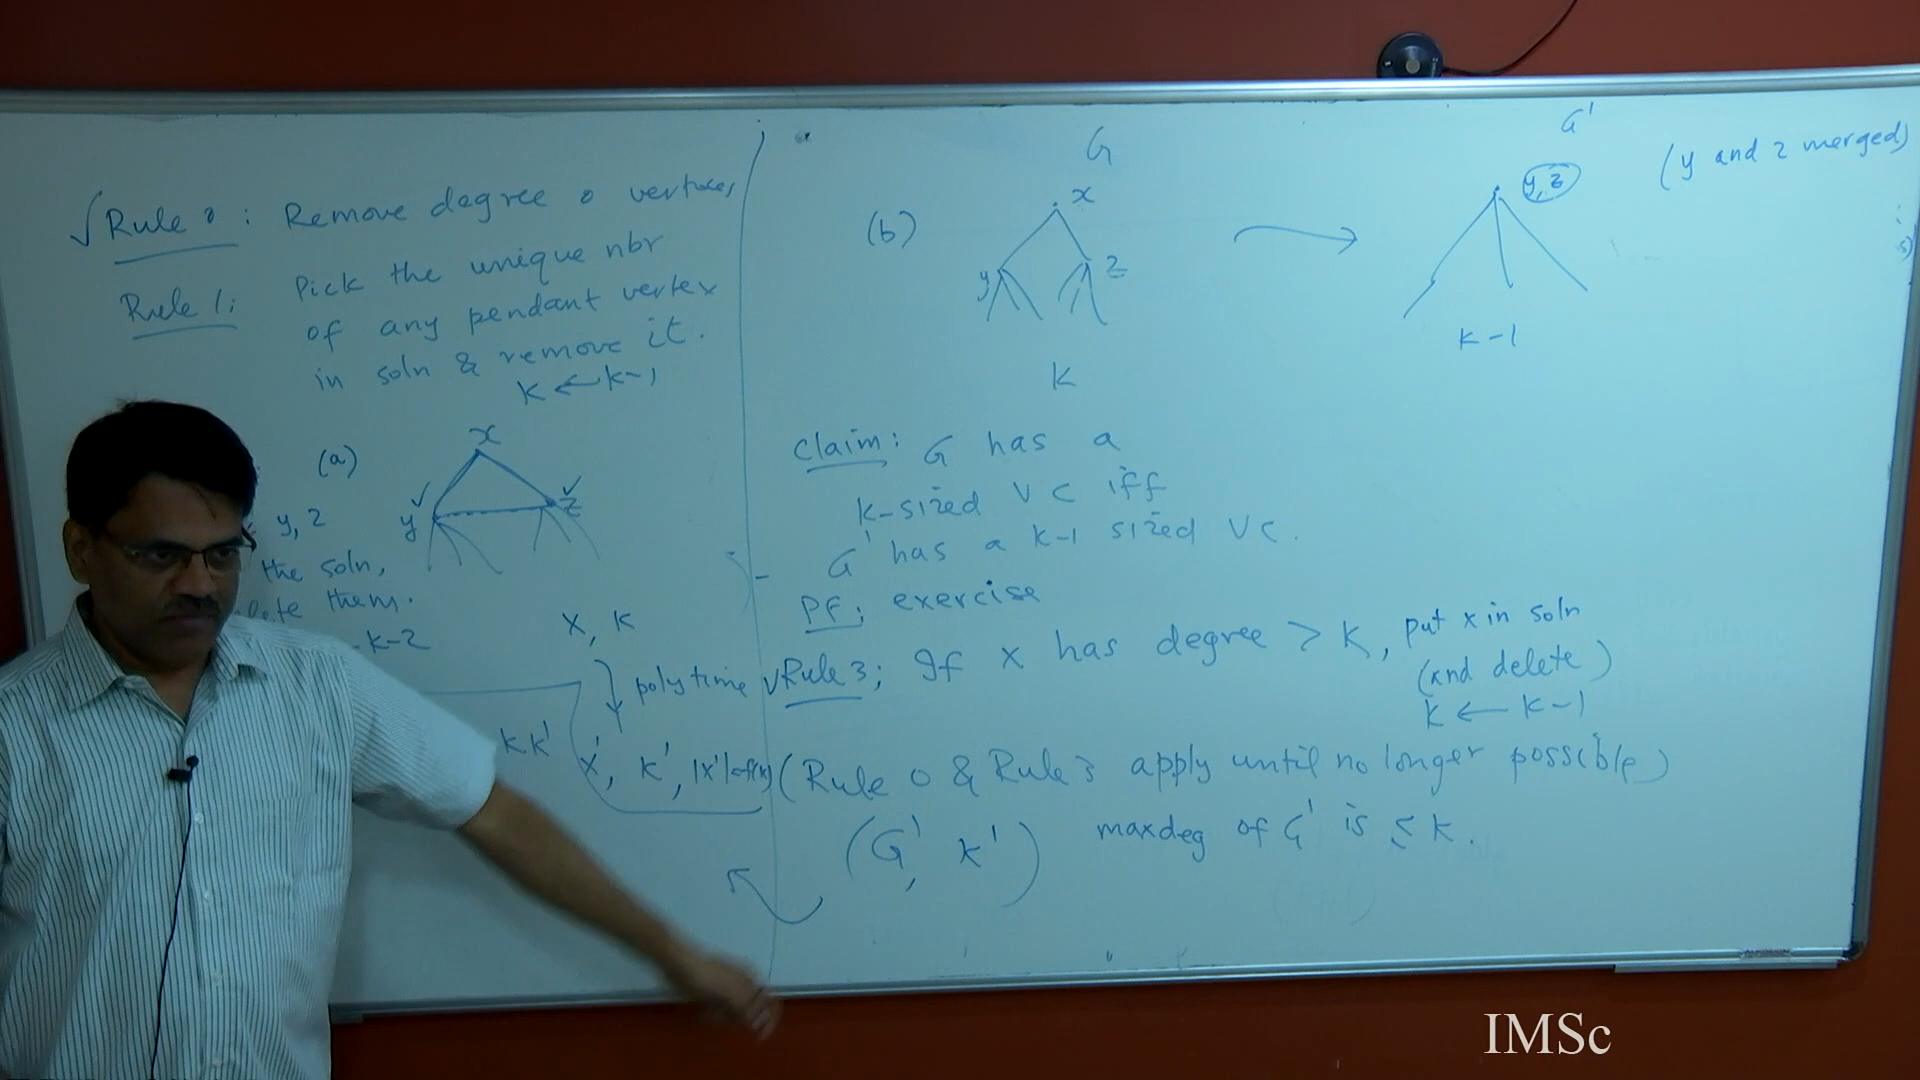 √Rule 0: Remove degree 0 vertices
Rule 1: Pick the unique nbr
of any pendant vertex
in soln & remove it.
k ← k-1
(a)
x
y
z
y, z
the soln,
them.
k-2
x, k
polytime
x', k',
k k'
G
G'
(y and z merged)
(b)
x
y
z
y, z
k
k-1
Claim: G has a
k-sized VC iff
G' has a k-1 sized VC.
Pf: exercise
√Rule 3: If x has degree > k, put x in soln
(and delete)
k ← k-1
(Rule 0 & Rule 3 apply until no longer possible)
(G', k') maxdeg of G' is ≤ k.
IMSc